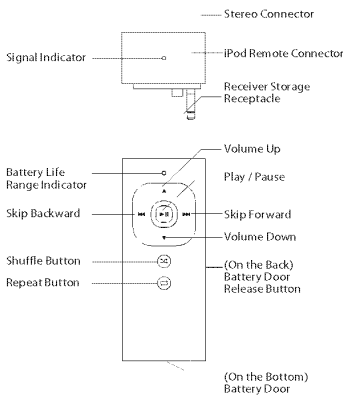 Stereo Connector
Signal Indicator
iPod Remote Connector
Receiver Storage
Receptacle
Volume Up
Battery Life
Range Indicator
Play / Pause
Skip Backward
Skip Forward
Volume Down
Shuffle Button
(On the Back)
Battery Door
Release Button
Repeat Button
(On the Bottom)
Battery Door